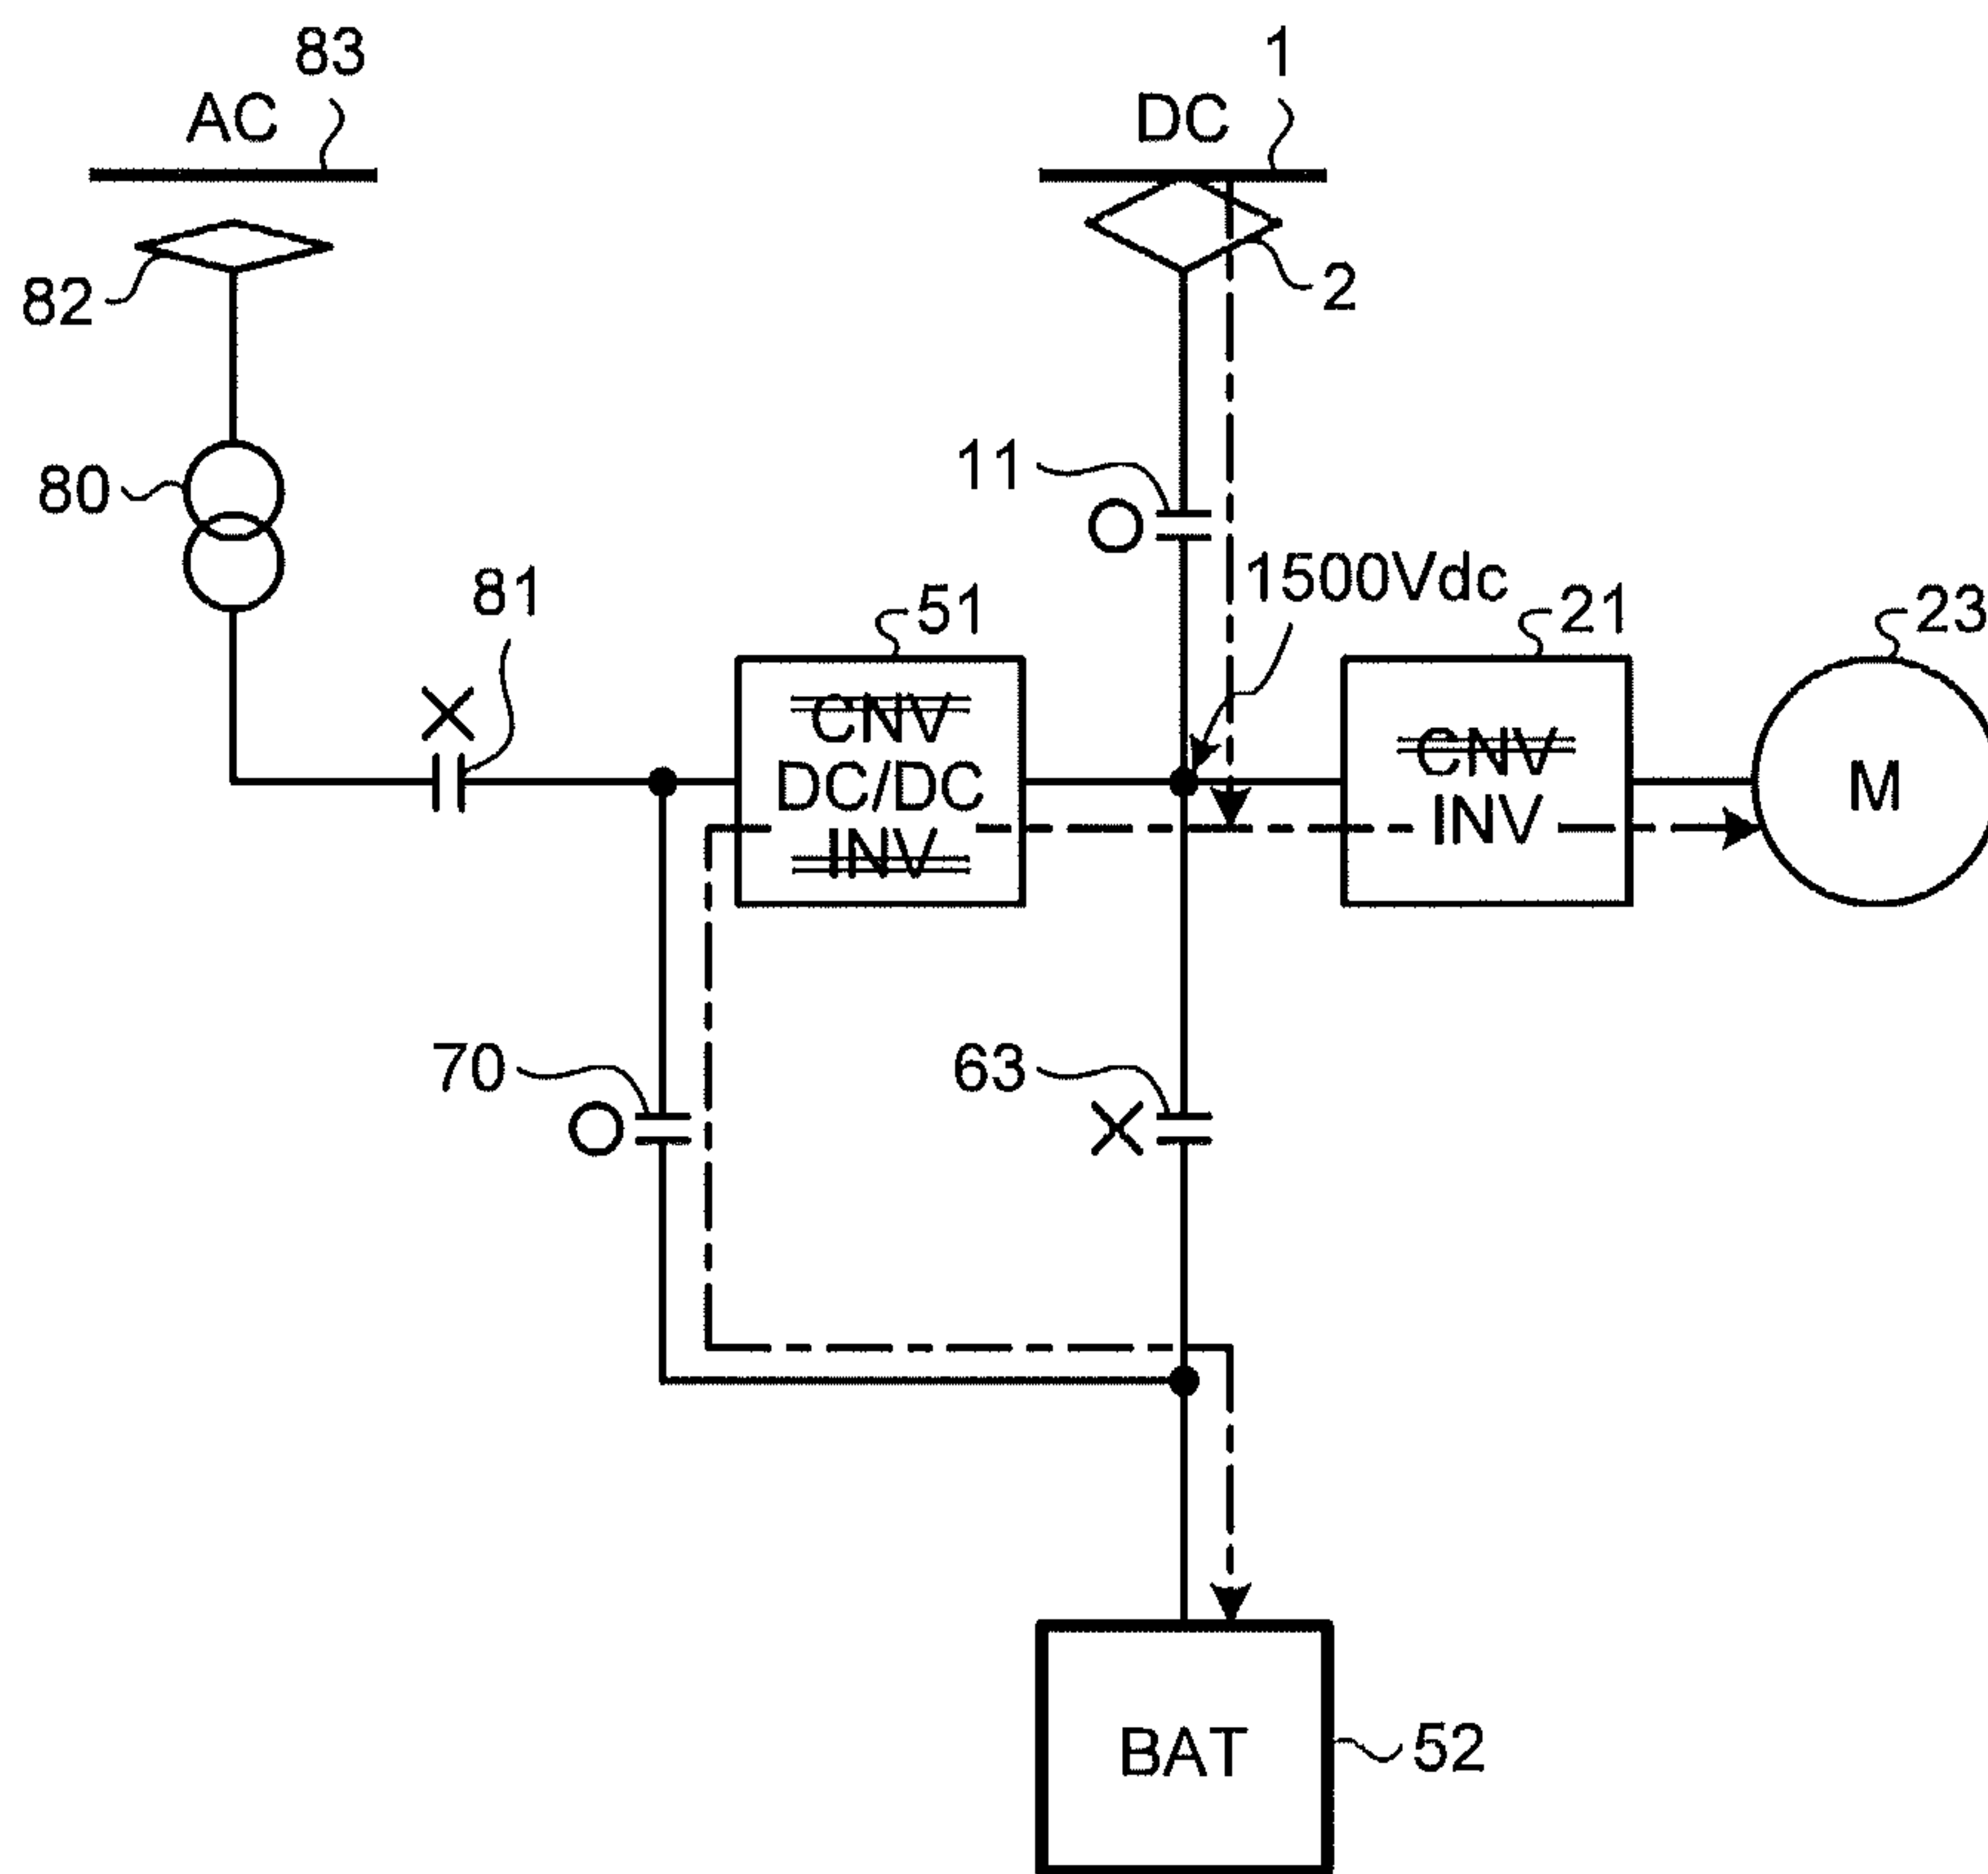 83
AC
1
DC
82
2
80
11
O
81
1500Vdc
X
51
21
23
CNV
DC/DC
INV
CNV
INV
M
70
O
63
X
BAT
52